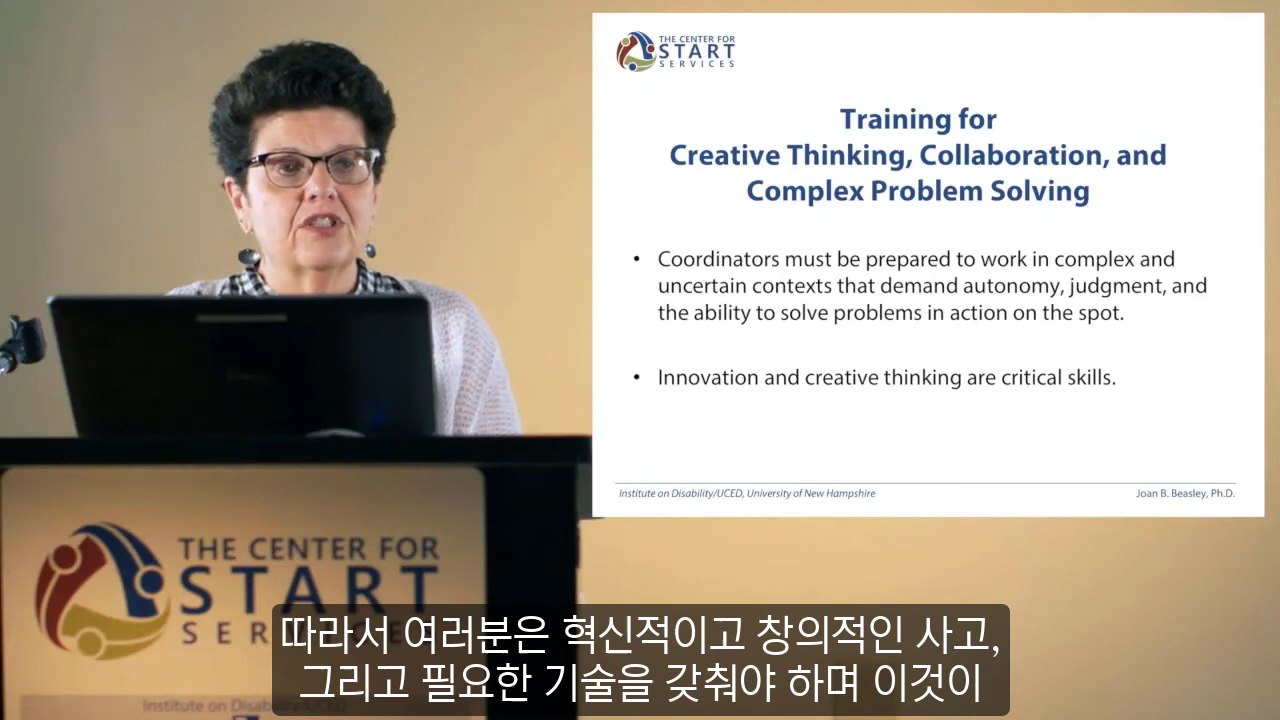 THE CENTER FOR
START
SERVICES
Training for
Creative Thinking, Collaboration, and
Complex Problem Solving
• Coordinators must be prepared to work in complex and
uncertain contexts that demand autonomy, judgment, and
the ability to solve problems in action on the spot.
• Innovation and creative thinking are critical skills.
Institute on Disability/UCED, University of New Hampshire
Joan B. Beasley, Ph.D.
THE CENTER FOR
START
SER
Institute on Disability/UCED
따라서 여러분은 혁신적이고 창의적인 사고,
그리고 필요한 기술을 갖춰야 하며 이것이